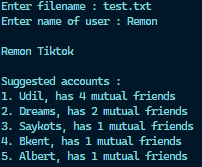 Enter filename : test.txt
Enter name of user : Remon
Remon Tiktok
Suggested accounts :
1. Udil, has 4 mutual friends
2. Dreams, has 2 mutual friends
3. Saykots, has 1 mutual friends
4. Bkent, has 1 mutual friends
5. Albert, has 1 mutual friends